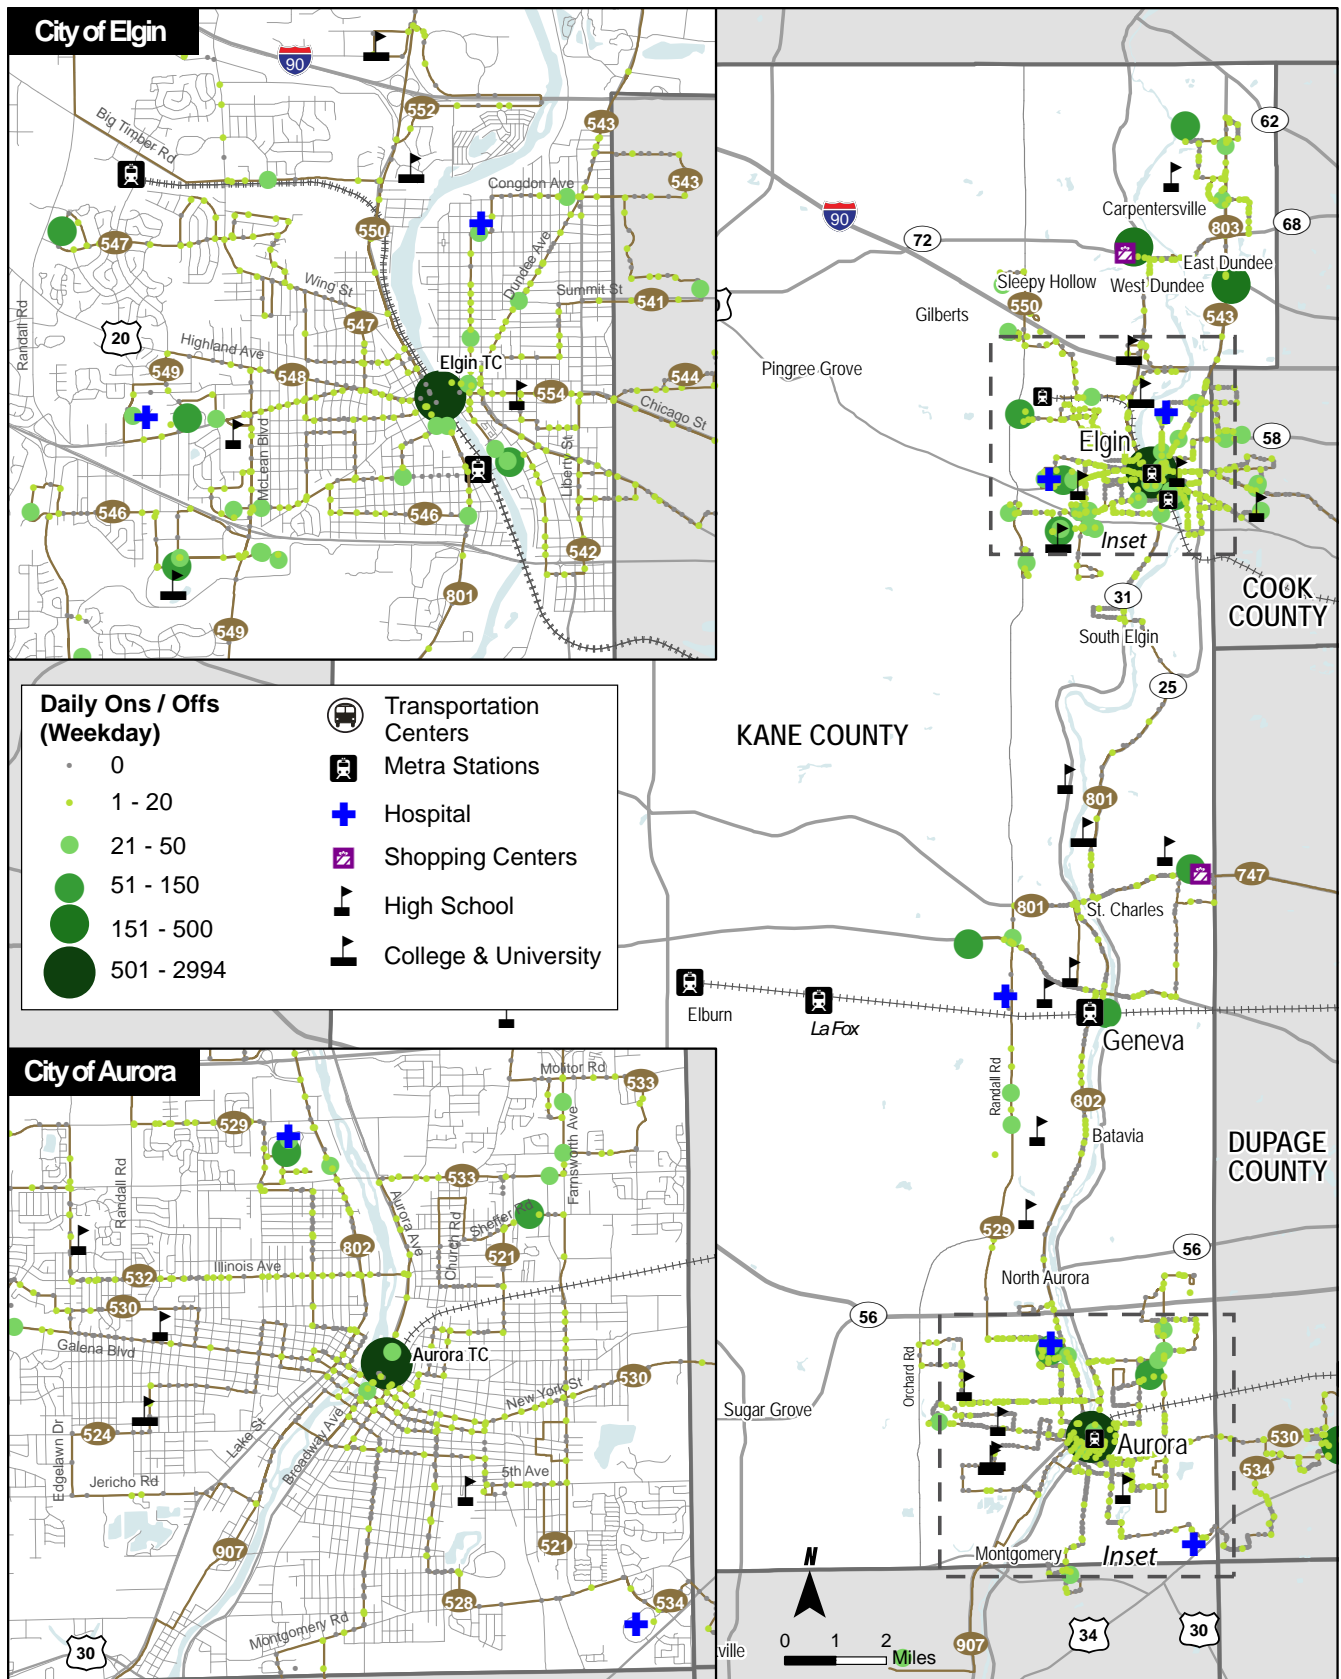 City of Elgin
90
552
543
Big Timber Rd
Congdon Ave
543
550
547
Dundee Ave
Wing St
Summit St
541
547
Randall Rd
20
Highland Ave
Elgin TC
549
548
544
554
Chicago St
McLean Blvd
Liberty St
546
546
542
801
549
Daily Ons / Offs
(Weekday)
0
1 - 20
21 - 50
51 - 150
151 - 500
501 - 2994
Transportation
Centers
Metra Stations
Hospital
Shopping Centers
High School
College & University
City of Aurora
Molitor Rd
533
529
Farnsworth Ave
Randall Rd
533
Aurora Ave
Church Rd
Sheffer Rd
802
521
Illinois Ave
532
530
Galena Blvd
Aurora TC
530
New York St
Edgelawn Dr
524
Lake St
Broadway Ave
5th Ave
Jericho Rd
907
521
528
534
Montgomery Rd
30
62
Carpentersville
90
68
803
72
East Dundee
Sleepy Hollow
West Dundee
550
543
Gilberts
Pingree Grove
Elgin
58
Inset
COOK
COUNTY
31
South Elgin
25
KANE COUNTY
801
747
801
St. Charles
Elburn
La Fox
Geneva
Randall Rd
802
Batavia
DUPAGE
COUNTY
529
56
North Aurora
56
Orchard Rd
Sugar Grove
Aurora
530
534
Montgomery
Inset
N
0 1 2
Miles
907
34
30
ville